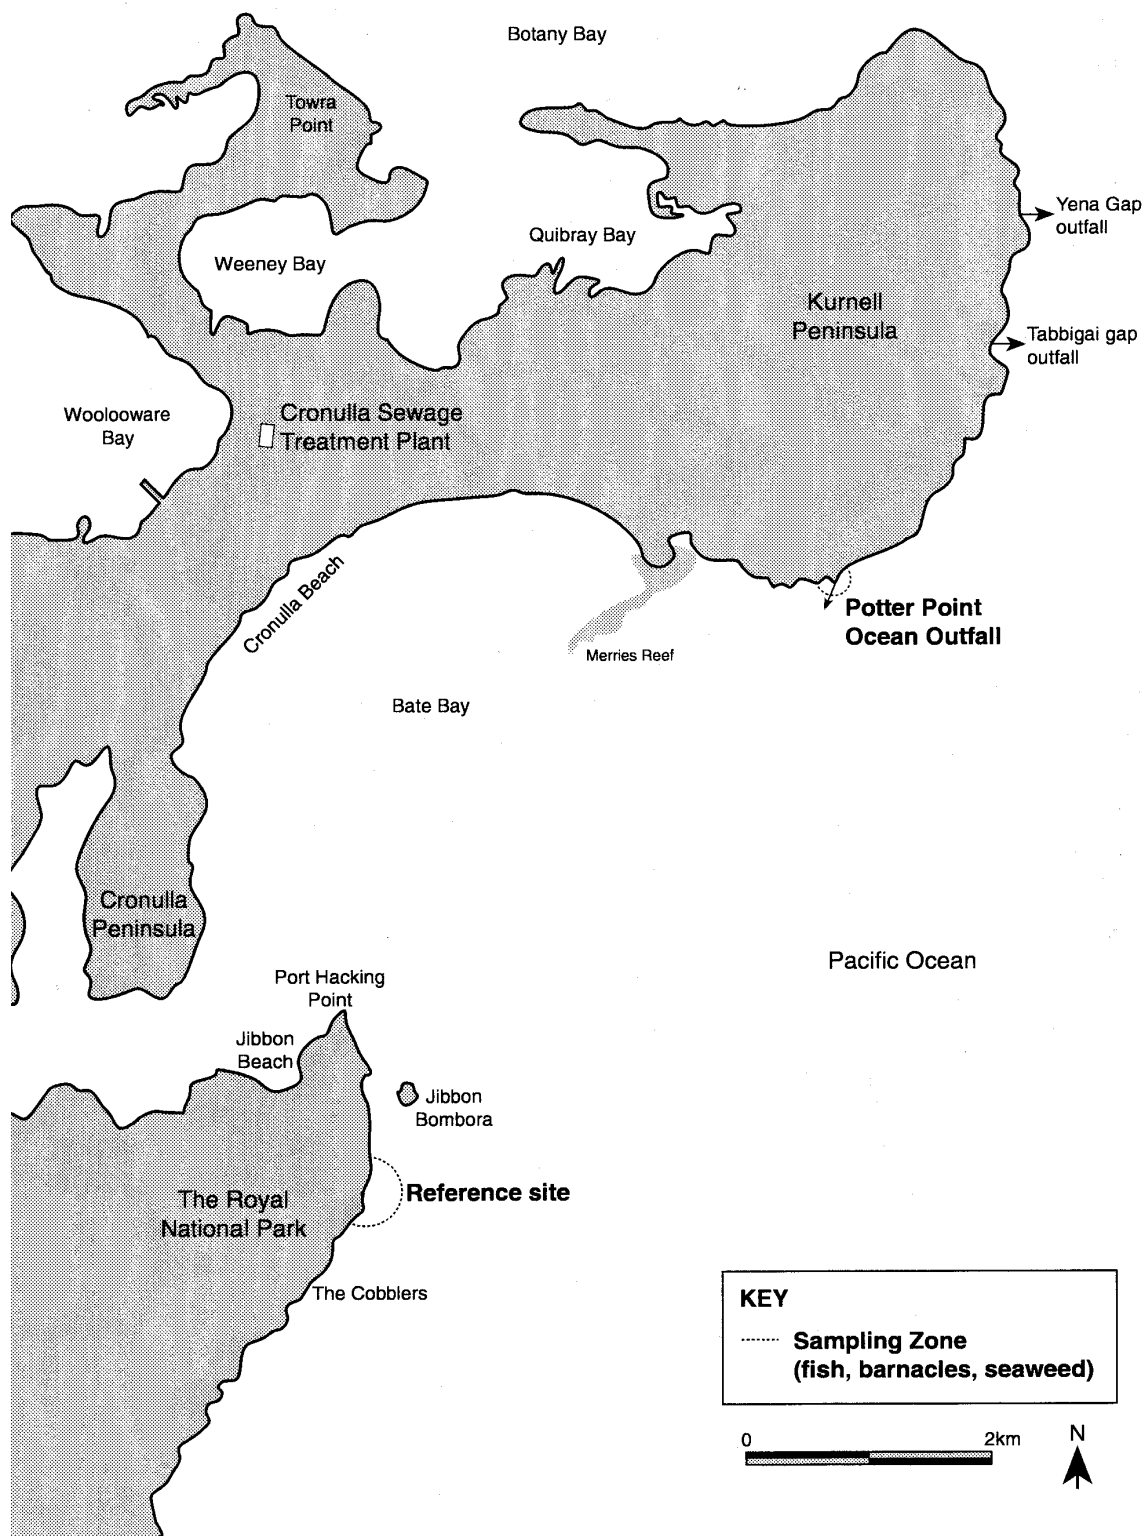 Botany Bay
Towra
Point
Yena Gap
outfall
Quibray Bay
Weeney Bay
Kurnell
Peninsula
Tabbigai gap
outfall
Woolooware
Bay
Cronulla Sewage
Treatment Plant
Cronulla Beach
Potter Point
Ocean Outfall
Merries Reef
Bate Bay
Cronulla
Peninsula
Pacific Ocean
Port Hacking
Point
Jibbon
Beach
Jibbon
Bombora
The Royal
National Park
Reference site
The Cobblers
KEY
Sampling Zone
(fish, barnacles, seaweed)
0
2km
N